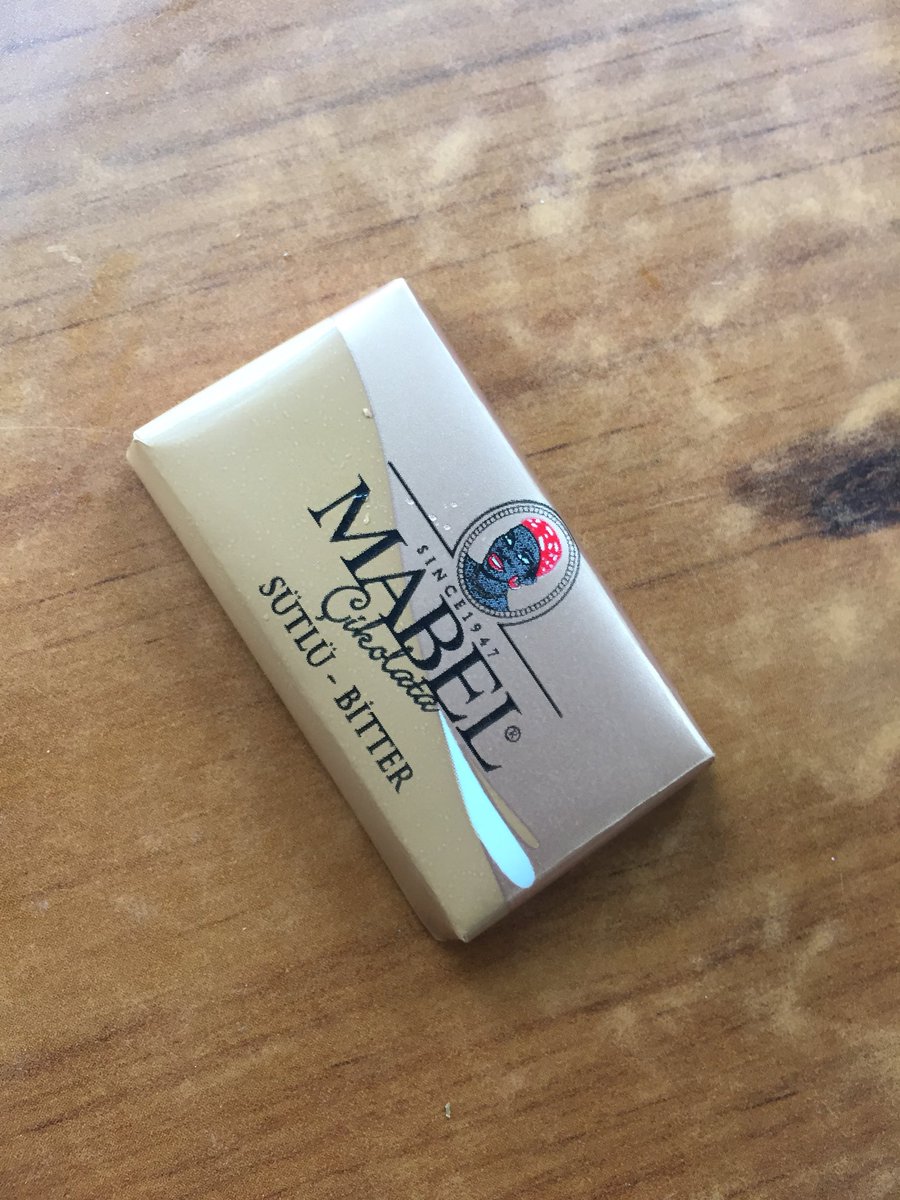 SINCE 1947
MABEL®
Çikolata
SÜTLÜ - BİTTER